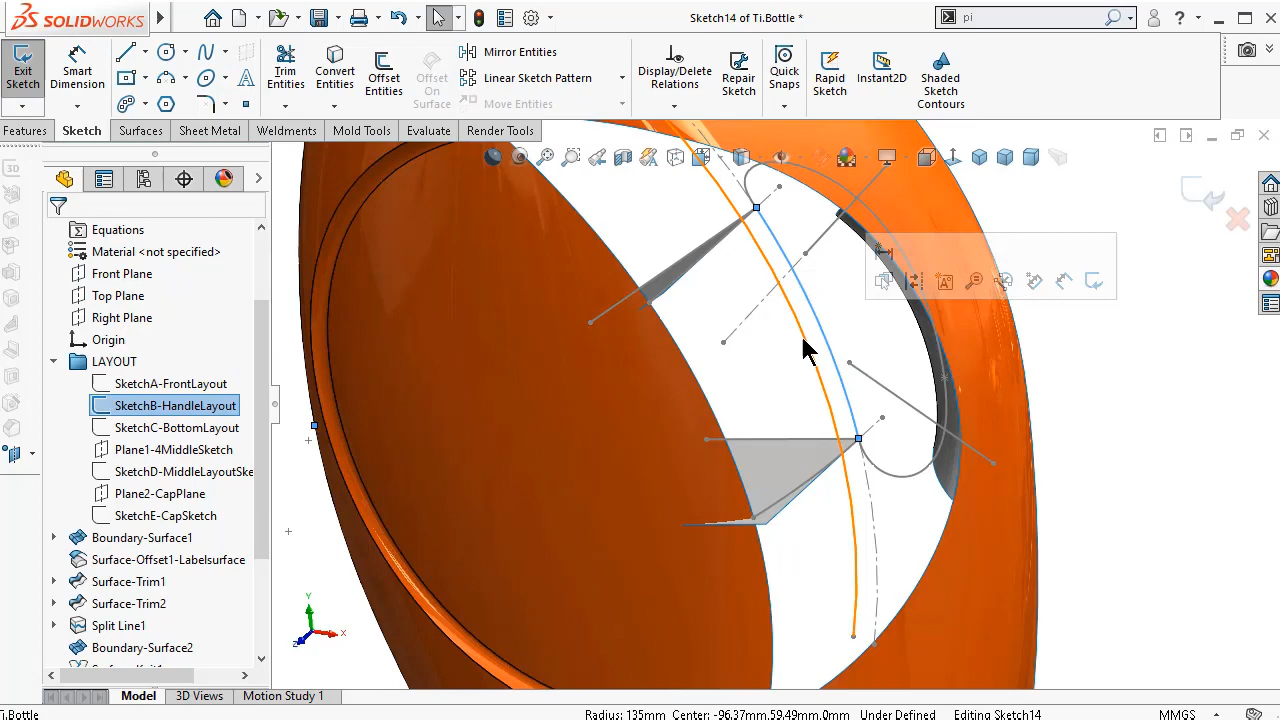 SOLIDWORKS
Sketch14 of Ti.Bottle *
pi
Exit Sketch
Smart Dimension
Trim Entities
Convert Entities
Offset Entities
Offset On Surface
Mirror Entities
Linear Sketch Pattern
Move Entities
Display/Delete Relations
Repair Sketch
Quick Snaps
Rapid Sketch
Instant2D
Shaded Sketch Contours
Features
Sketch
Surfaces
Sheet Metal
Weldments
Mold Tools
Evaluate
Render Tools
Equations
Material <not specified>
Front Plane
Top Plane
Right Plane
Origin
LAYOUT
SketchA-FrontLayout
SketchB-HandleLayout
SketchC-BottomLayout
Plane1-4MiddleSketch
SketchD-MiddleLayoutSke
Plane2-CapPlane
SketchE-CapSketch
Boundary-Surface1
Surface-Offset1-Labelsurface
Surface-Trim1
Surface-Trim2
Split Line1
Boundary-Surface2
Y
X
Z
Model
3D Views
Motion Study 1
Ti.Bottle
Radius: 135mm Center: -96.37mm,59.49mm,0mm
Under Defined
Editing Sketch14
MMGS